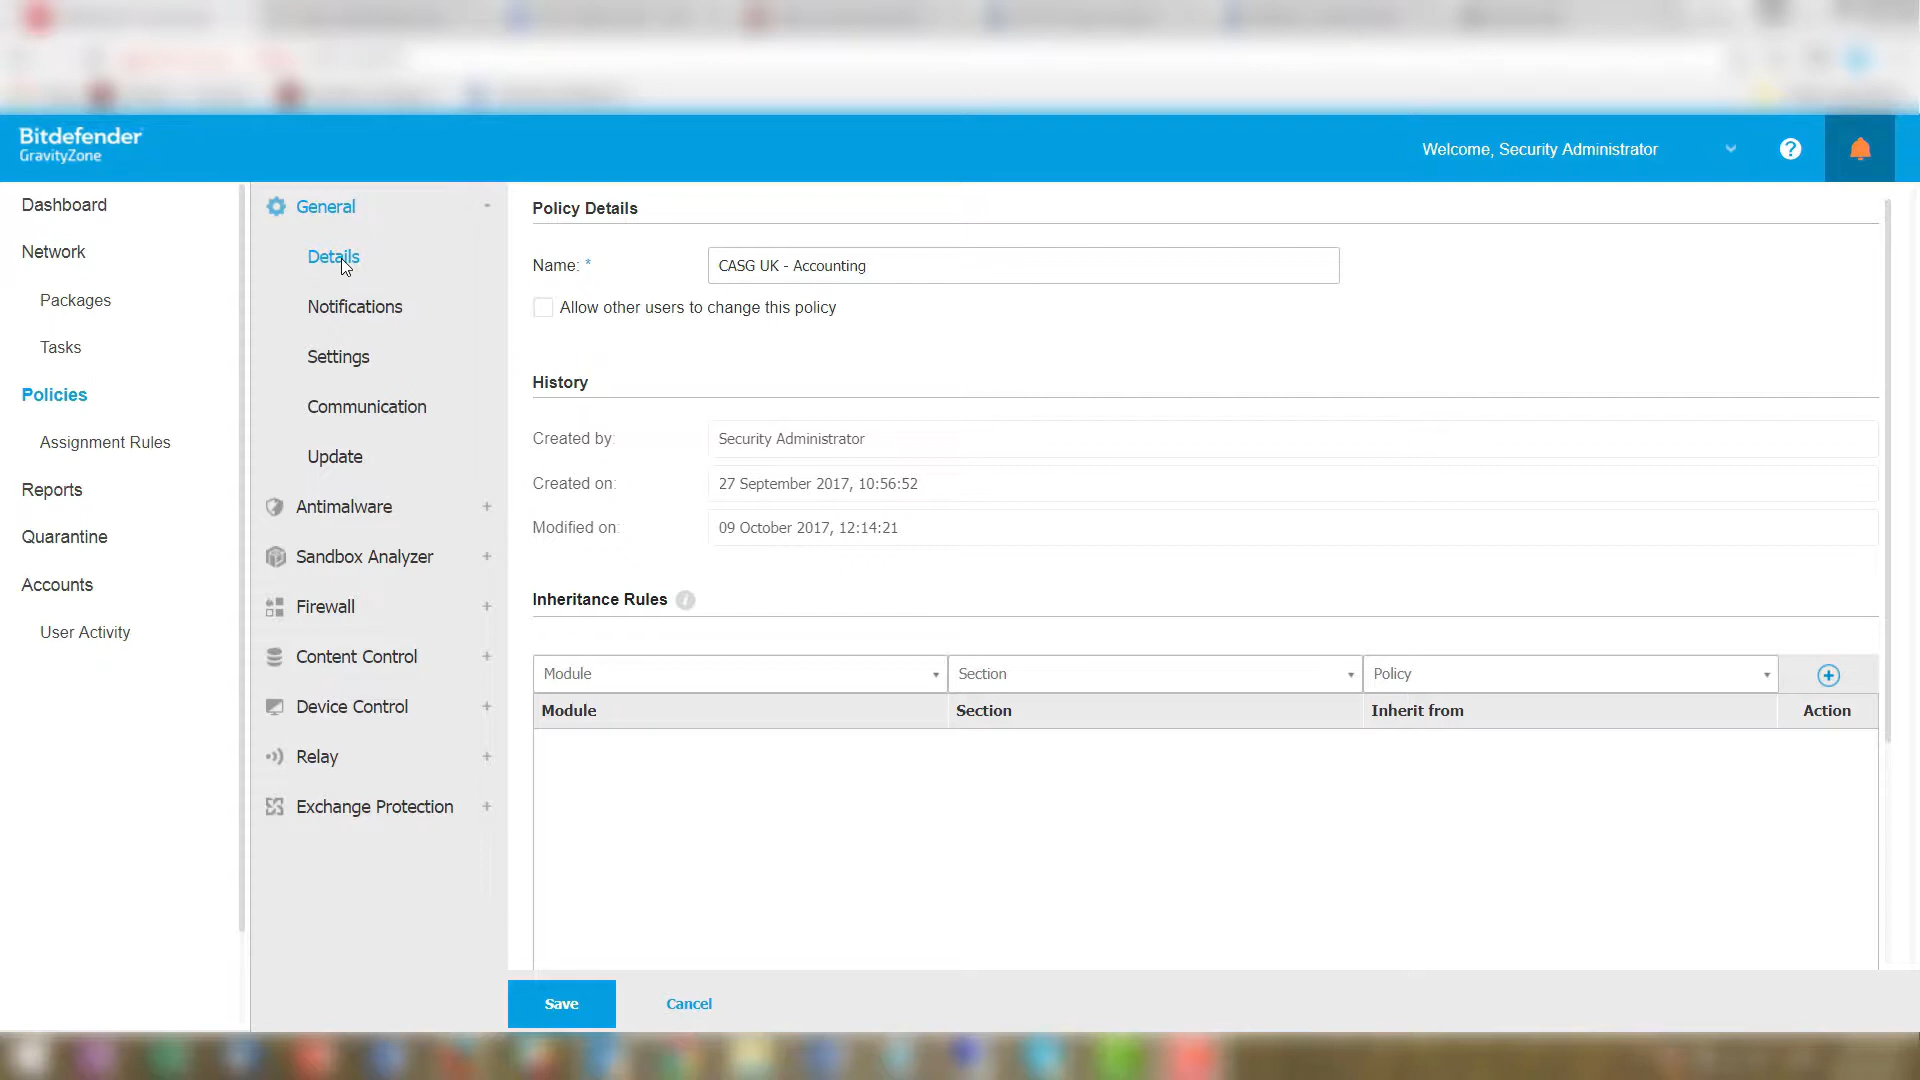 Bitdefender
GravityZone
Welcome, Security Administrator
Dashboard
Network
Packages
Tasks
Policies
Assignment Rules
Reports
Quarantine
Accounts
User Activity
General
Details
Notifications
Settings
Communication
Update
Antimalware
Sandbox Analyzer
Firewall
Content Control
Device Control
Relay
Exchange Protection
Policy Details
Name: * CASG UK - Accounting
Allow other users to change this policy
History
Created by: Security Administrator
Created on: 27 September 2017, 10:56:52
Modified on: 09 October 2017, 12:14:21
Inheritance Rules
Module Section Policy
Module Section Inherit from Action
Save Cancel